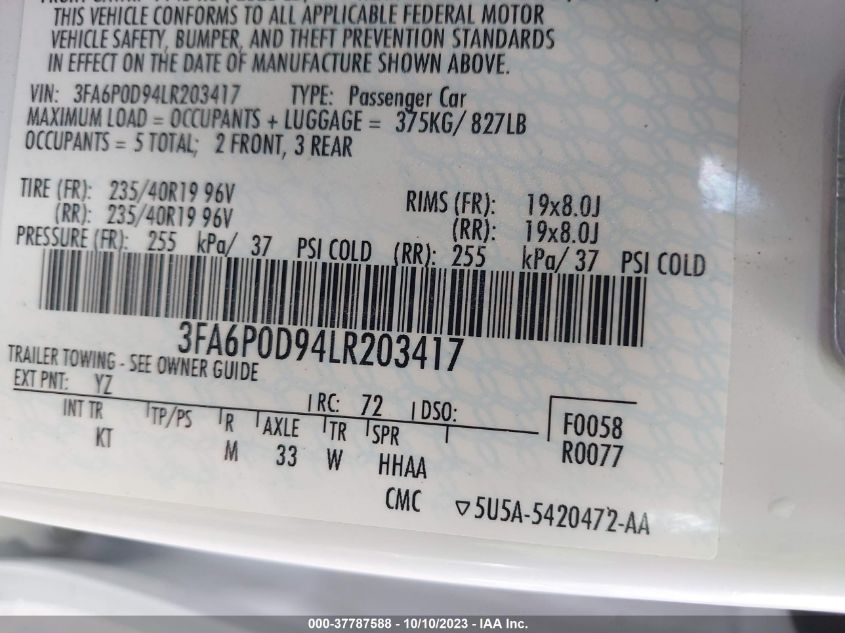 THIS VEHICLE CONFORMS TO ALL APPLICABLE FEDERAL MOTOR
VEHICLE SAFETY, BUMPER, AND THEFT PREVENTION STANDARDS
IN EFFECT ON THE DATE OF MANUFACTURE SHOWN ABOVE.
VIN: 3FA6P0D94LR203417 TYPE: Passenger Car
MAXIMUM LOAD = OCCUPANTS + LUGGAGE = 375KG/ 827LB
OCCUPANTS = 5 TOTAL; 2 FRONT, 3 REAR
TIRE (FR): 235/40R19 96V RIMS (FR): 19x8.0J
(RR): 235/40R19 96V (RR): 19x8.0J
PRESSURE (FR): 255 kPa/ 37 PSI COLD (RR): 255 kPa/ 37 PSI COLD
3FA6P0D94LR203417
TRAILER TOWING - SEE OWNER GUIDE
EXT PNT: YZ RC: 72 DSO: F0058
INT TR TP/PS R AXLE TR SPR R0077
KT M 33 W HHAA
CMC ▽5U5A-5420472-AA
000-37787588 - 10/10/2023 - IAA Inc.